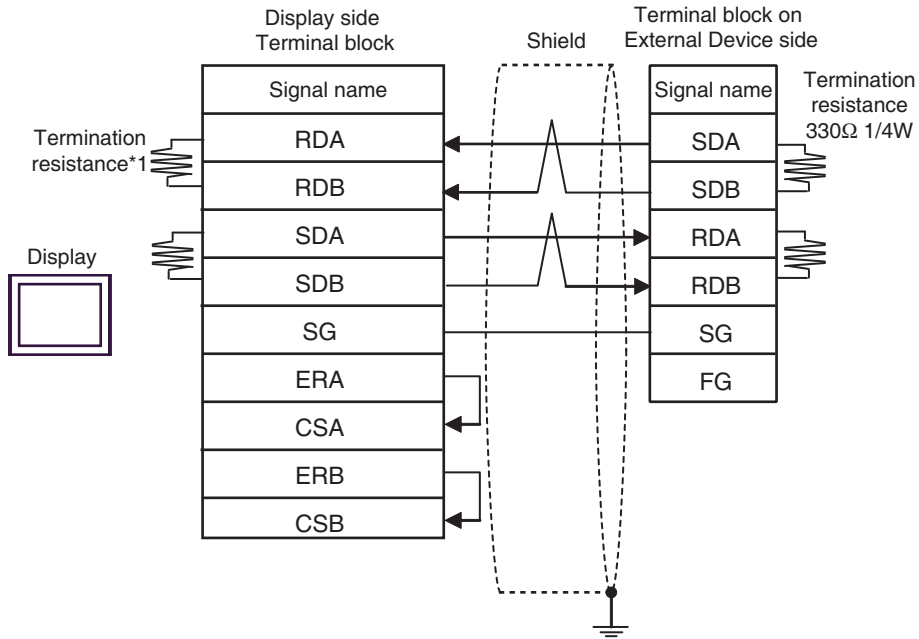 Display side
Terminal block
Shield
Terminal block on
External Device side
Signal name
Signal name
Termination
resistance
330Ω 1/4W
Termination
resistance*1
RDA
SDA
RDB
SDB
SDA
RDA
Display
SDB
RDB
SG
SG
ERA
FG
CSA
ERB
CSB